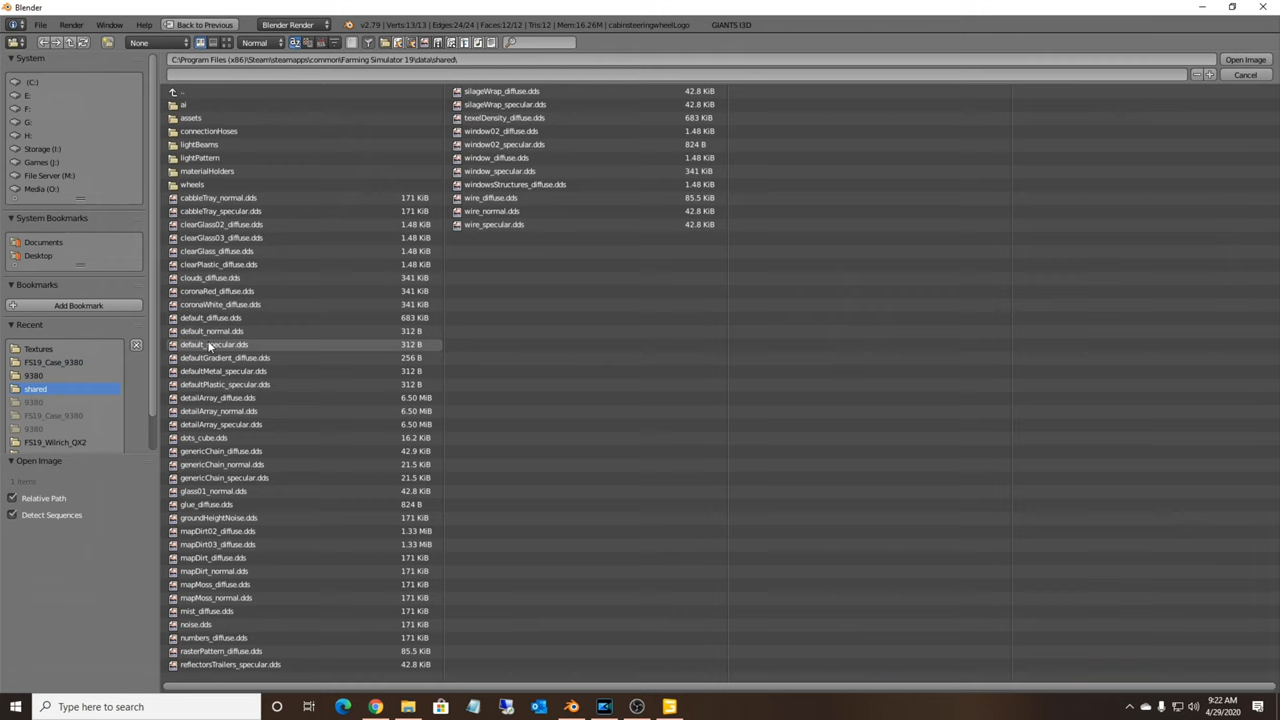 Blender
File Render Window Help Back to Previous Blender Render v2.79 | Verts:13/13 | Edges:24/24 | Faces:12/12 | Tris:12 | Mem:16.26M | cabinsteeringwheelLogo GIANTS I3D
None Normal
System
(C:)
E:
F:
G:
H:
Storage (I:)
Games (J:)
File Server (M:)
Media (O:)
System Bookmarks
Documents
Desktop
Bookmarks
Add Bookmark
Recent
Textures
FS19_Case_9380
9380
shared
9380
FS19_Case_9380
9380
FS19_Wilrich_QX2
Open Image
1 items
Relative Path
Detect Sequences
C:\Program Files (x86)\Steam\steamapps\common\Farming Simulator 19\data\shared\
Open Image
Cancel
..
ai
assets
connectionHoses
lightBeams
lightPattern
materialHolders
wheels
cabbleTray_normal.dds 171 KiB
cabbleTray_specular.dds 171 KiB
clearGlass02_diffuse.dds 1.48 KiB
clearGlass03_diffuse.dds 1.48 KiB
clearGlass_diffuse.dds 1.48 KiB
clearPlastic_diffuse.dds 1.48 KiB
clouds_diffuse.dds 341 KiB
coronaRed_diffuse.dds 341 KiB
coronaWhite_diffuse.dds 341 KiB
default_diffuse.dds 683 KiB
default_normal.dds 312 B
default_specular.dds 312 B
defaultGradient_diffuse.dds 256 B
defaultMetal_specular.dds 312 B
defaultPlastic_specular.dds 312 B
detailArray_diffuse.dds 6.50 MiB
detailArray_normal.dds 6.50 MiB
detailArray_specular.dds 6.50 MiB
dots_cube.dds 16.2 KiB
genericChain_diffuse.dds 42.9 KiB
genericChain_normal.dds 21.5 KiB
genericChain_specular.dds 21.5 KiB
glass01_normal.dds 42.8 KiB
glue_diffuse.dds 824 B
groundHeightNoise.dds 171 KiB
mapDirt02_diffuse.dds 1.33 MiB
mapDirt03_diffuse.dds 1.33 MiB
mapDirt_diffuse.dds 171 KiB
mapDirt_normal.dds 171 KiB
mapMoss_diffuse.dds 171 KiB
mapMoss_normal.dds 171 KiB
mist_diffuse.dds 171 KiB
noise.dds 171 KiB
numbers_diffuse.dds 171 KiB
rasterPattern_diffuse.dds 85.5 KiB
reflectorsTrailers_specular.dds 42.8 KiB
silageWrap_diffuse.dds 42.8 KiB
silageWrap_specular.dds 42.8 KiB
texelDensity_diffuse.dds 683 KiB
window02_diffuse.dds 1.48 KiB
window02_specular.dds 824 B
window_diffuse.dds 1.48 KiB
window_specular.dds 341 KiB
windowsStructures_diffuse.dds 1.48 KiB
wire_diffuse.dds 85.5 KiB
wire_normal.dds 42.8 KiB
wire_specular.dds 42.8 KiB
Type here to search
9:22 AM
4/29/2020